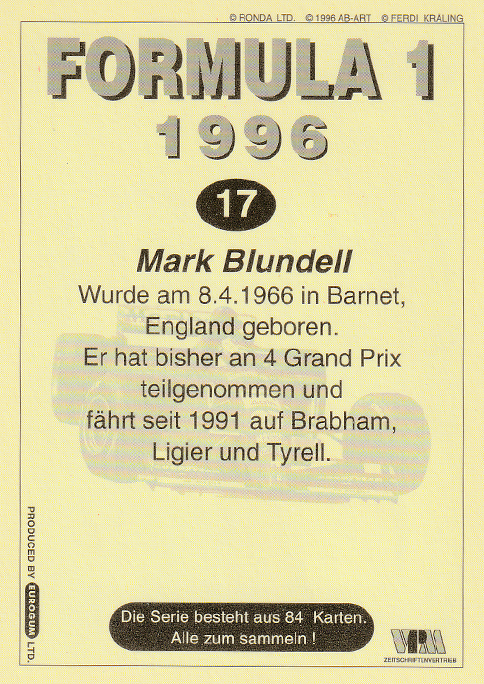 © RONDA LTD. © 1996 AB-ART © FERDI KRÄLING
FORMULA 1
1996
17
Mark Blundell
Wurde am 8.4.1966 in Barnet,
England geboren.
Er hat bisher an 4 Grand Prix
teilgenommen und
fährt seit 1991 auf Brabham,
Ligier und Tyrell.
PRODUCED BY EUROGUM LTD.
Die Serie besteht aus 84 Karten.
Alle zum sammeln !
VRM
ZEITSCHRIFTENVERTRIEB